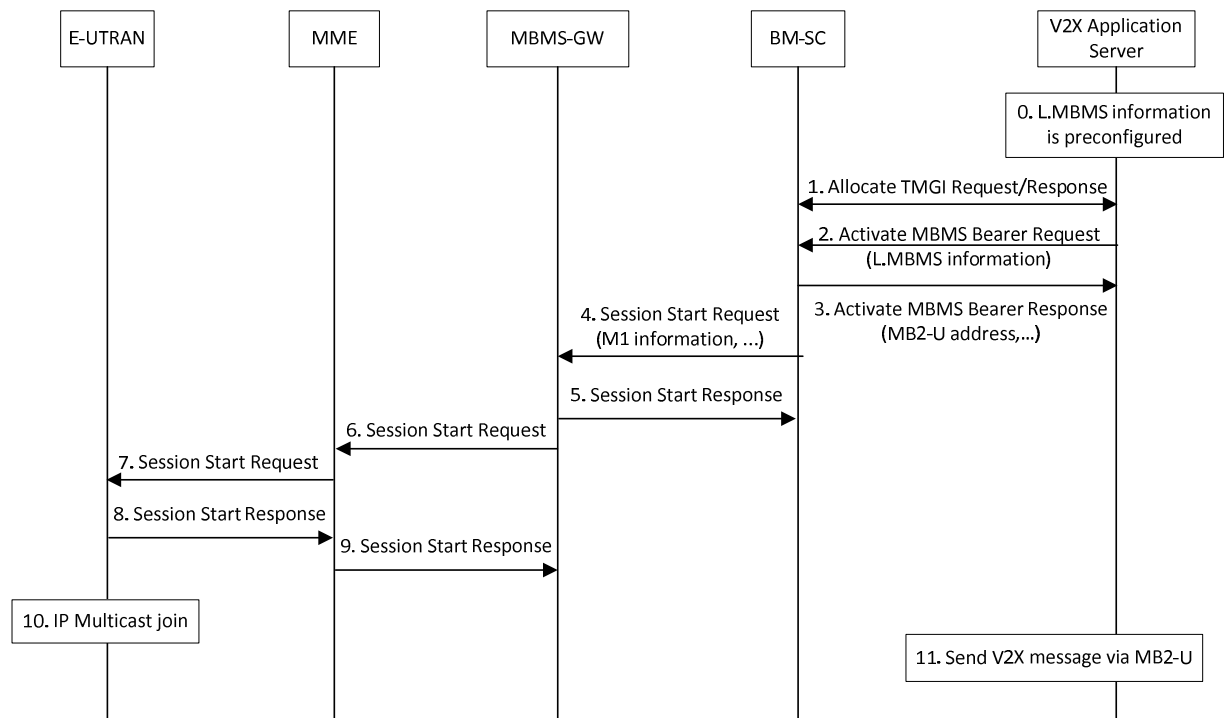 E-UTRAN
MME
MBMS-GW
BM-SC
V2X Application
Server
0. L.MBMS information
is preconfigured
1. Allocate TMGI Request/Response
2. Activate MBMS Bearer Request
(L.MBMS information)
3. Activate MBMS Bearer Response
(MB2-U address,...)
4. Session Start Request
(M1 information, ...)
5. Session Start Response
6. Session Start Request
7. Session Start Request
8. Session Start Response
9. Session Start Response
10. IP Multicast join
11. Send V2X message via MB2-U